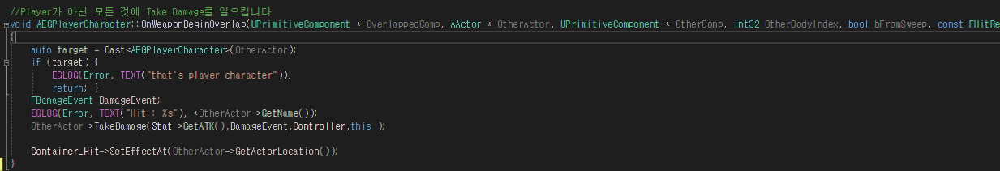 //Player가 아닌 모든 것에 Take Damage를 일으킵니다
void AEGPlayerCharacter::OnWeaponBeginOverlap(UPrimitiveComponent * OverlappedComp, AActor * OtherActor, UPrimitiveComponent * OtherComp, int32 OtherBodyIndex, bool bFromSweep, const FHitRe
{
auto target = Cast<AEGPlayerCharacter>(OtherActor);
if (target) {
EGLOG(Error, TEXT("that's player character"));
return; }
FDamageEvent DamageEvent;
EGLOG(Error, TEXT("Hit : %s"), *OtherActor->GetName());
OtherActor->TakeDamage(Stat->GetATK(),DamageEvent,Controller,this );
Container_Hit->SetEffectAt(OtherActor->GetActorLocation());
}